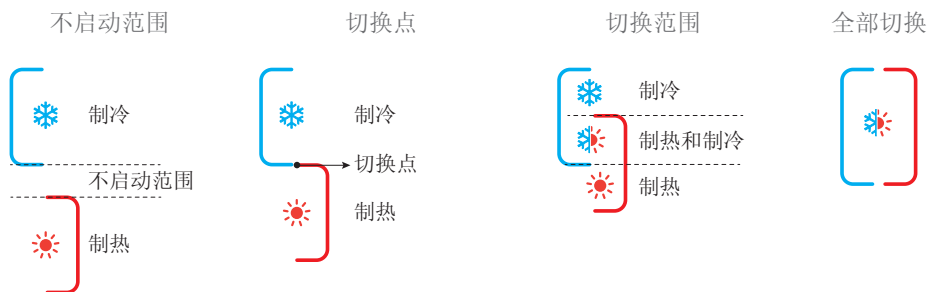 不启动范围
切换点
切换范围
全部切换
制冷
不启动范围
制热
制冷
切换点
制热
制冷
制热和制冷
制热